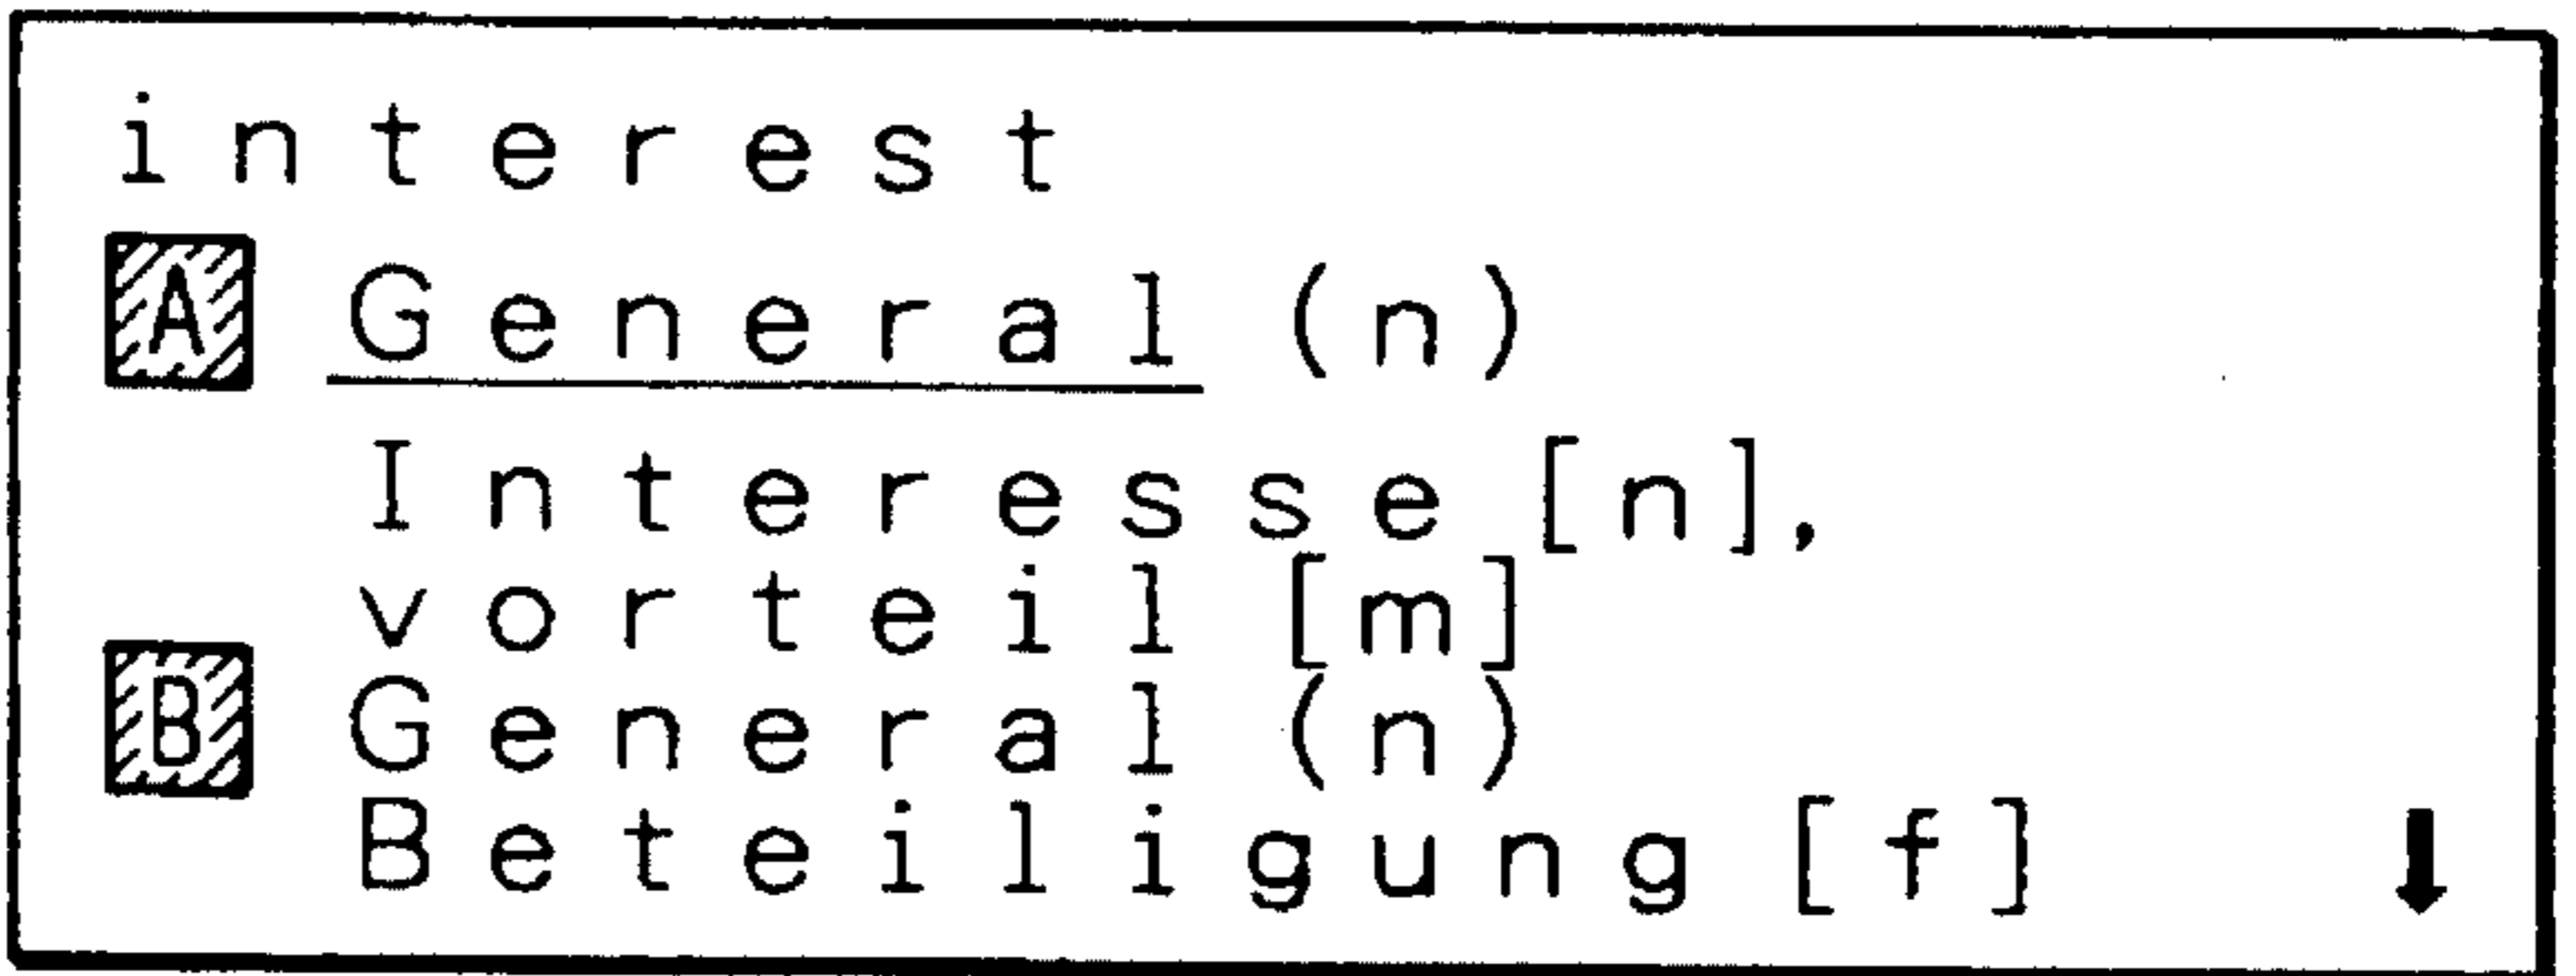 interest
A General (n)
Interesse [n],
vorteil [m]
B General (n)
Beteiligung [f]